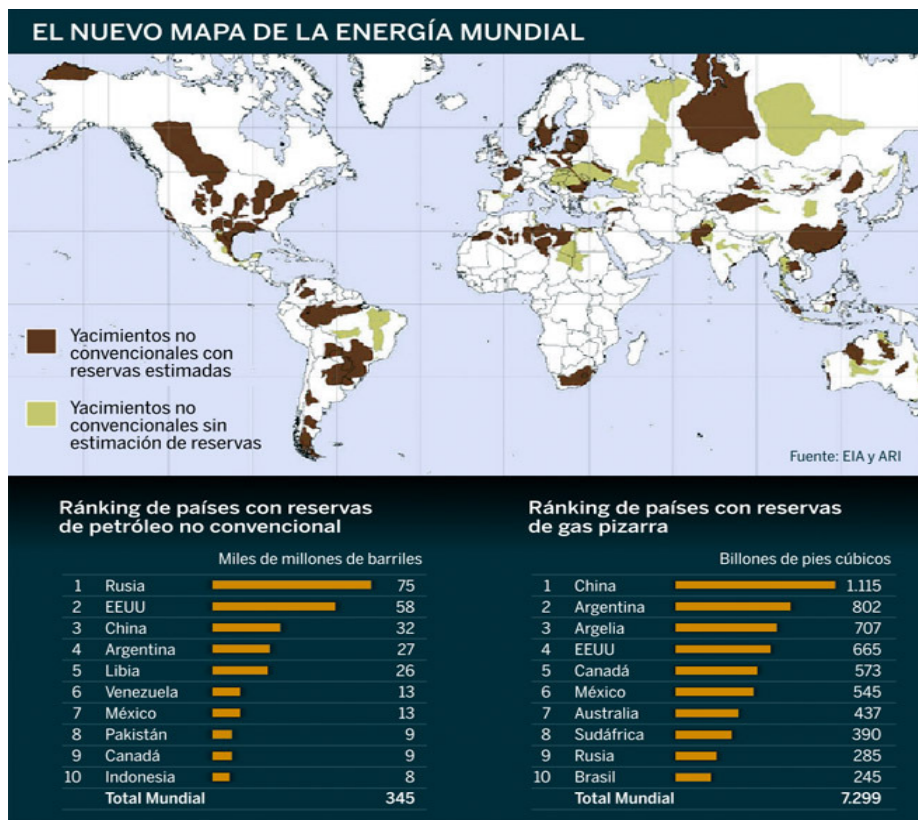 EL NUEVO MAPA DE LA ENERGÍA MUNDIAL
Yacimientos no
convencionales con
reservas estimadas
Yacimientos no
convencionales sin
estimación de reservas
Fuente: EIA y ARI
Ránking de países con reservas
de petróleo no convencional
Miles de millones de barriles
1 Rusia 75
2 EEUU 58
3 China 32
4 Argentina 27
5 Libia 26
6 Venezuela 13
7 México 13
8 Pakistán 9
9 Canadá 9
10 Indonesia 8
Total Mundial 345
Ránking de países con reservas
de gas pizarra
Billones de pies cúbicos
1 China 1.115
2 Argentina 802
3 Argelia 707
4 EEUU 665
5 Canadá 573
6 México 545
7 Australia 437
8 Sudáfrica 390
9 Rusia 285
10 Brasil 245
Total Mundial 7.299